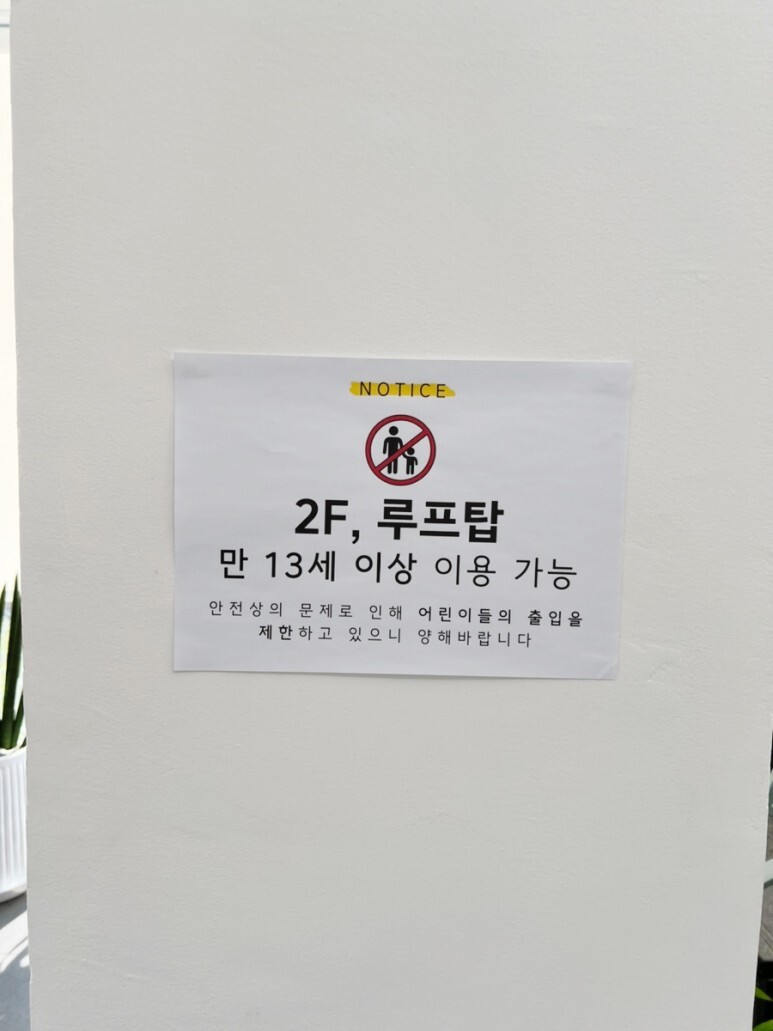 NOTICE
2F, 루프탑
만 13세 이상 이용 가능
안전상의 문제로 인해 어린이들의 출입을
제한하고 있으니 양해바랍니다